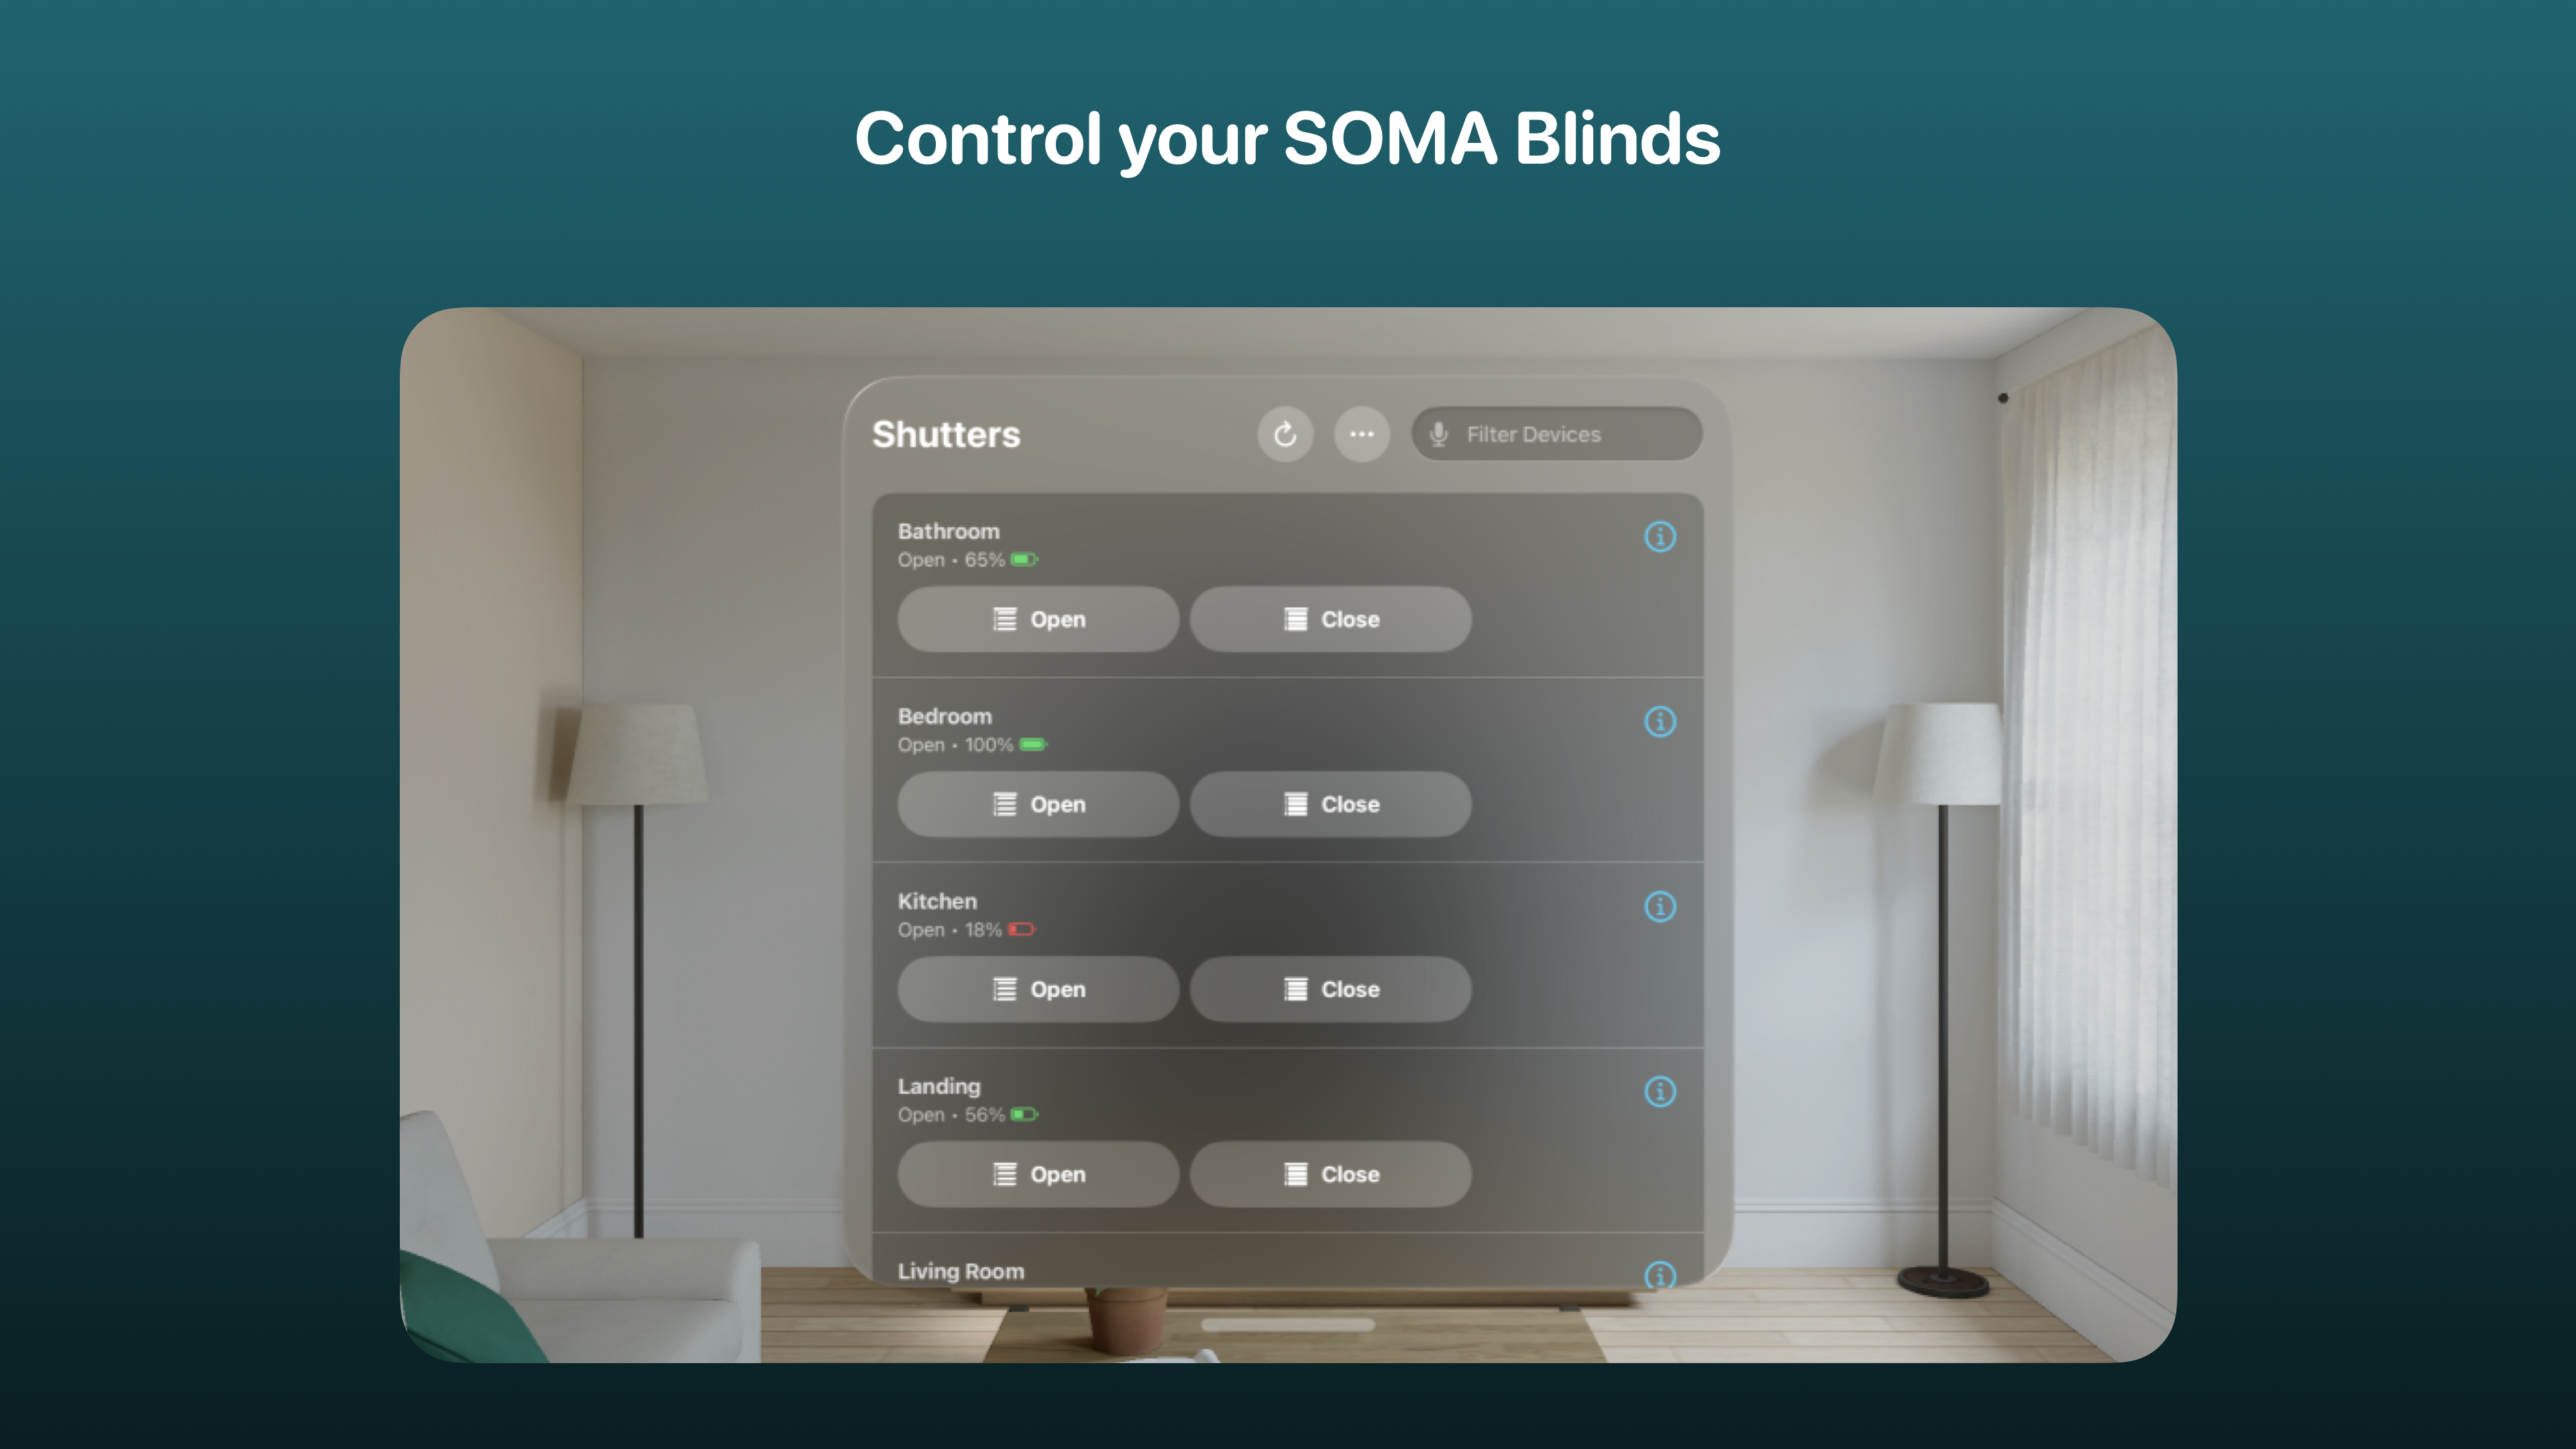 Control your SOMA Blinds
Shutters
Filter Devices
Bathroom
Open • 65%
Open
Close
Bedroom
Open • 100%
Open
Close
Kitchen
Open • 18%
Open
Close
Landing
Open • 56%
Open
Close
Living Room